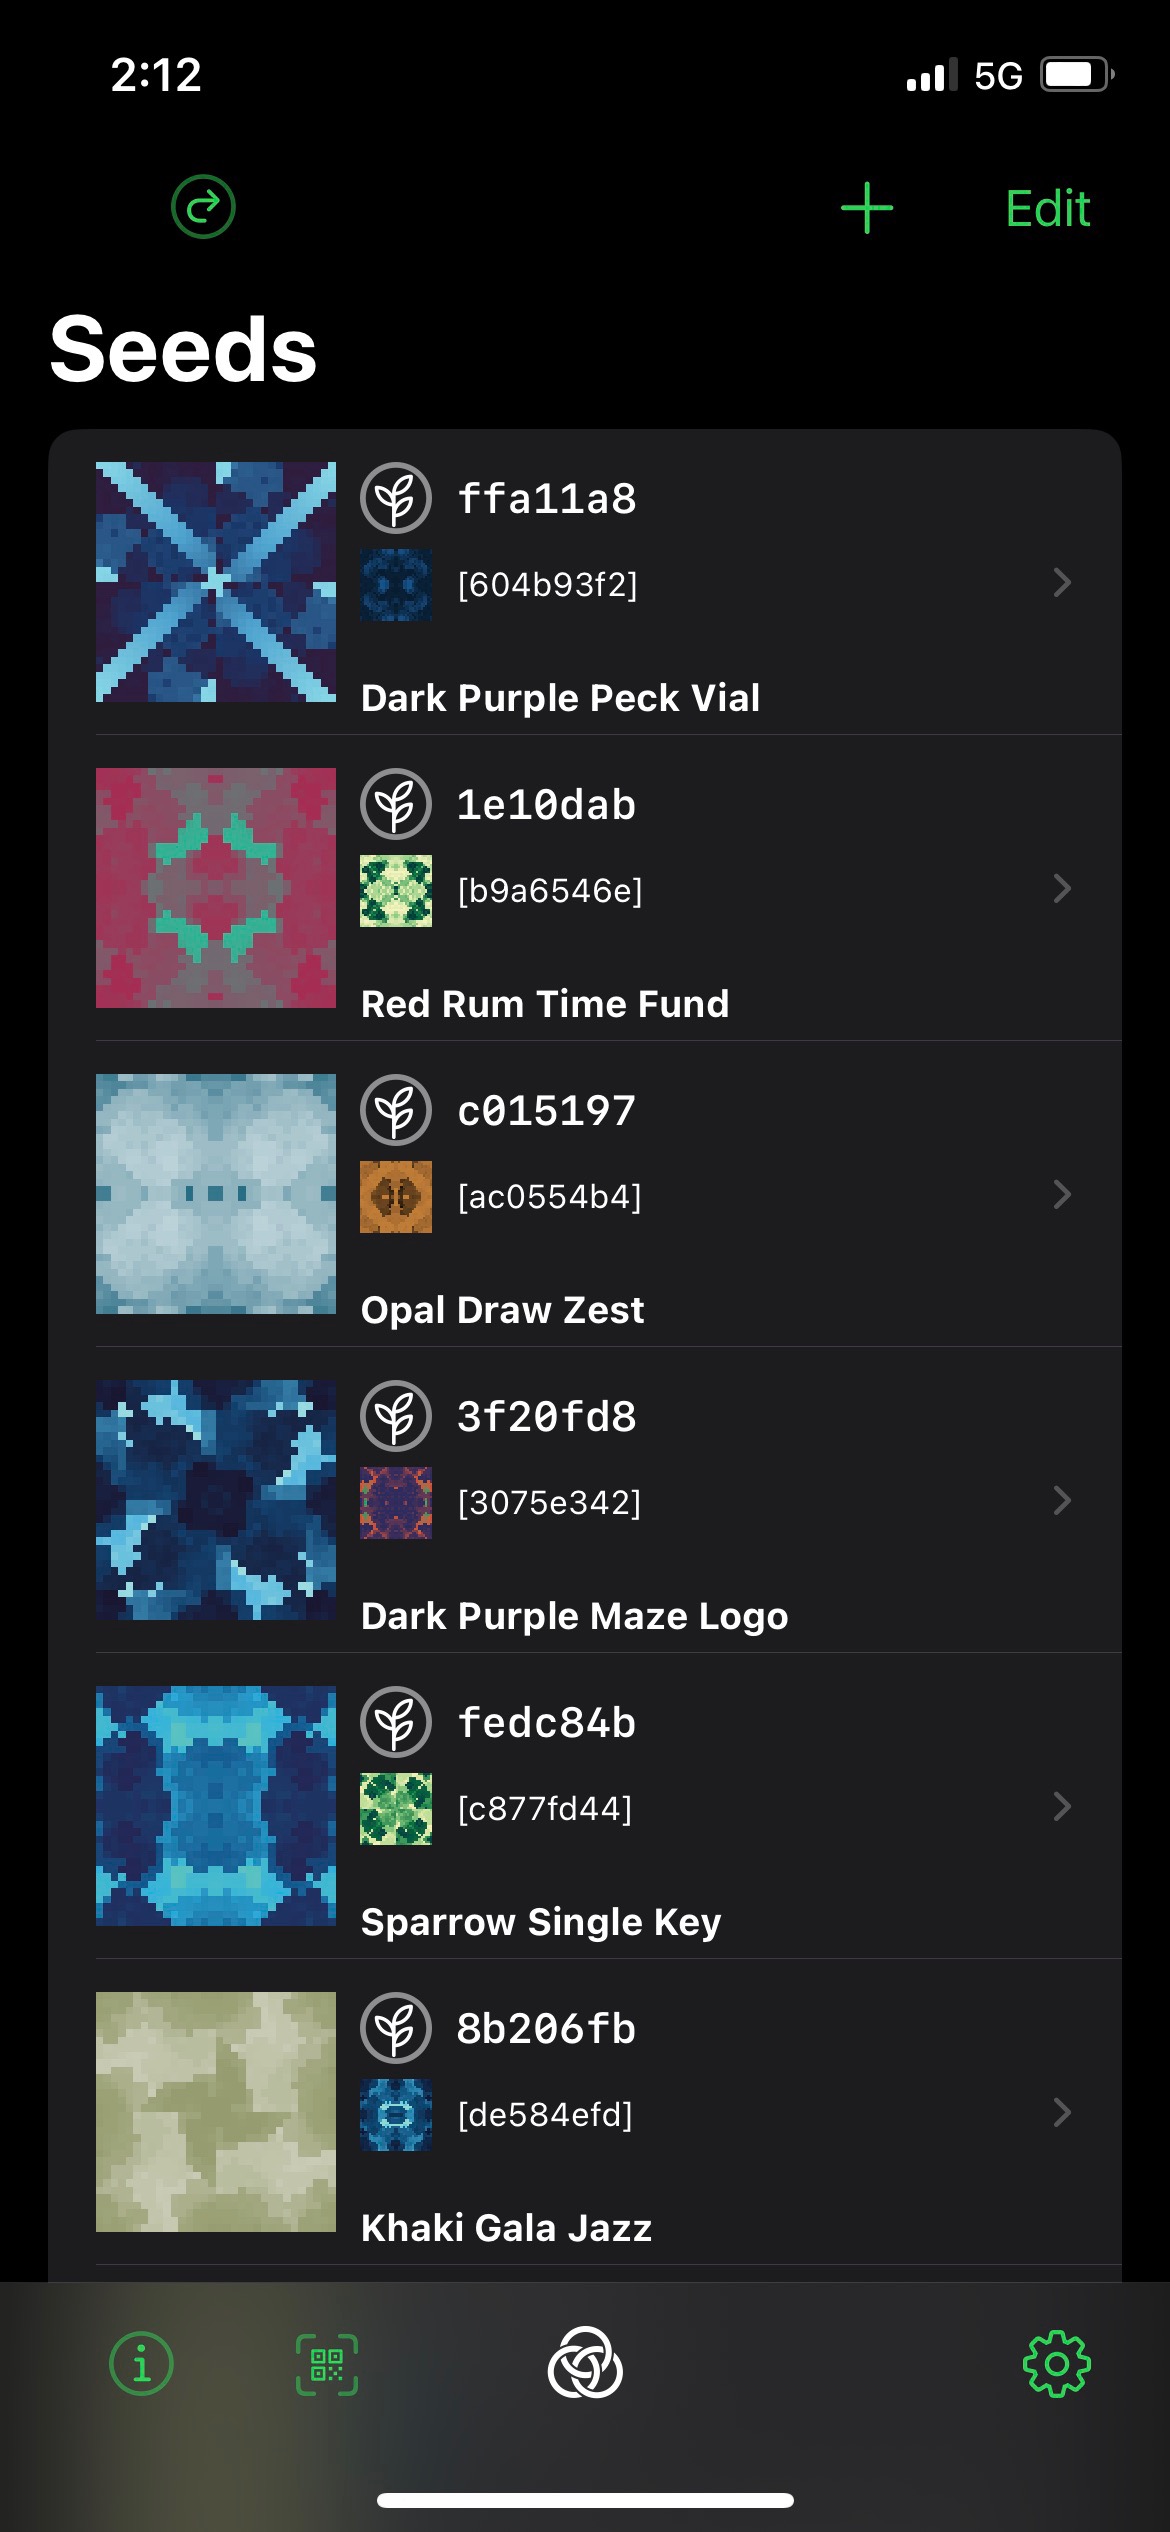 2:12
5G
Edit
Seeds
ffa11a8
[604b93f2]
Dark Purple Peck Vial
1e10dab
[b9a6546e]
Red Rum Time Fund
c015197
[ac0554b4]
Opal Draw Zest
3f20fd8
[3075e342]
Dark Purple Maze Logo
fedc84b
[c877fd44]
Sparrow Single Key
8b206fb
[de584efd]
Khaki Gala Jazz